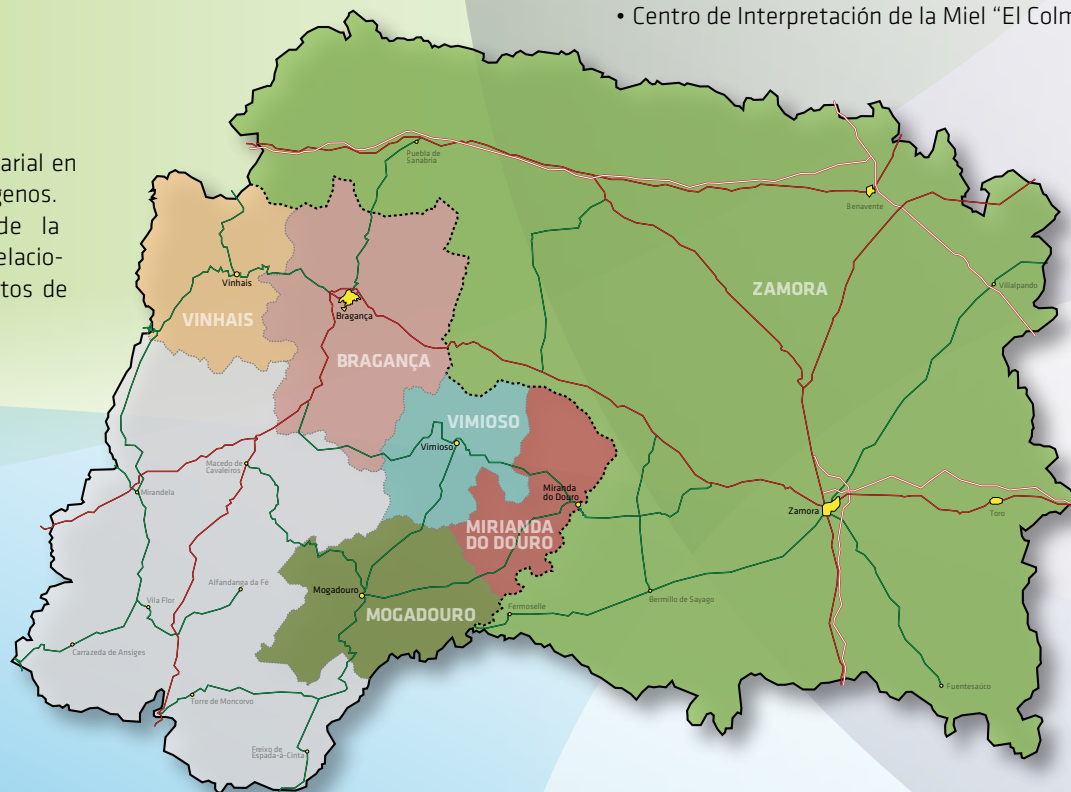 • Centro de Interpretación de la Miel “El Colm
arial en
genos.
de la
elacio-
tos de
Puebla de
Sanabria
Benavente
Villalpando
ZAMORA
Vinhais
VINHAIS
Bragança
BRAGANÇA
VIMIOSO
Vimioso
Macedo de
Cavaleiros
Mirandela
Miranda
do Douro
MIRIANDA
DO DOURO
Zamora
Toro
Alfandanga da Fé
Mogadouro
MOGADOURO
Vila Flor
Fermoselle
Bermillo de Sayago
Carrazeda de Ansiges
Torre de Moncorvo
Fuentesaúco
Freixo de
Espada-à-Cinta